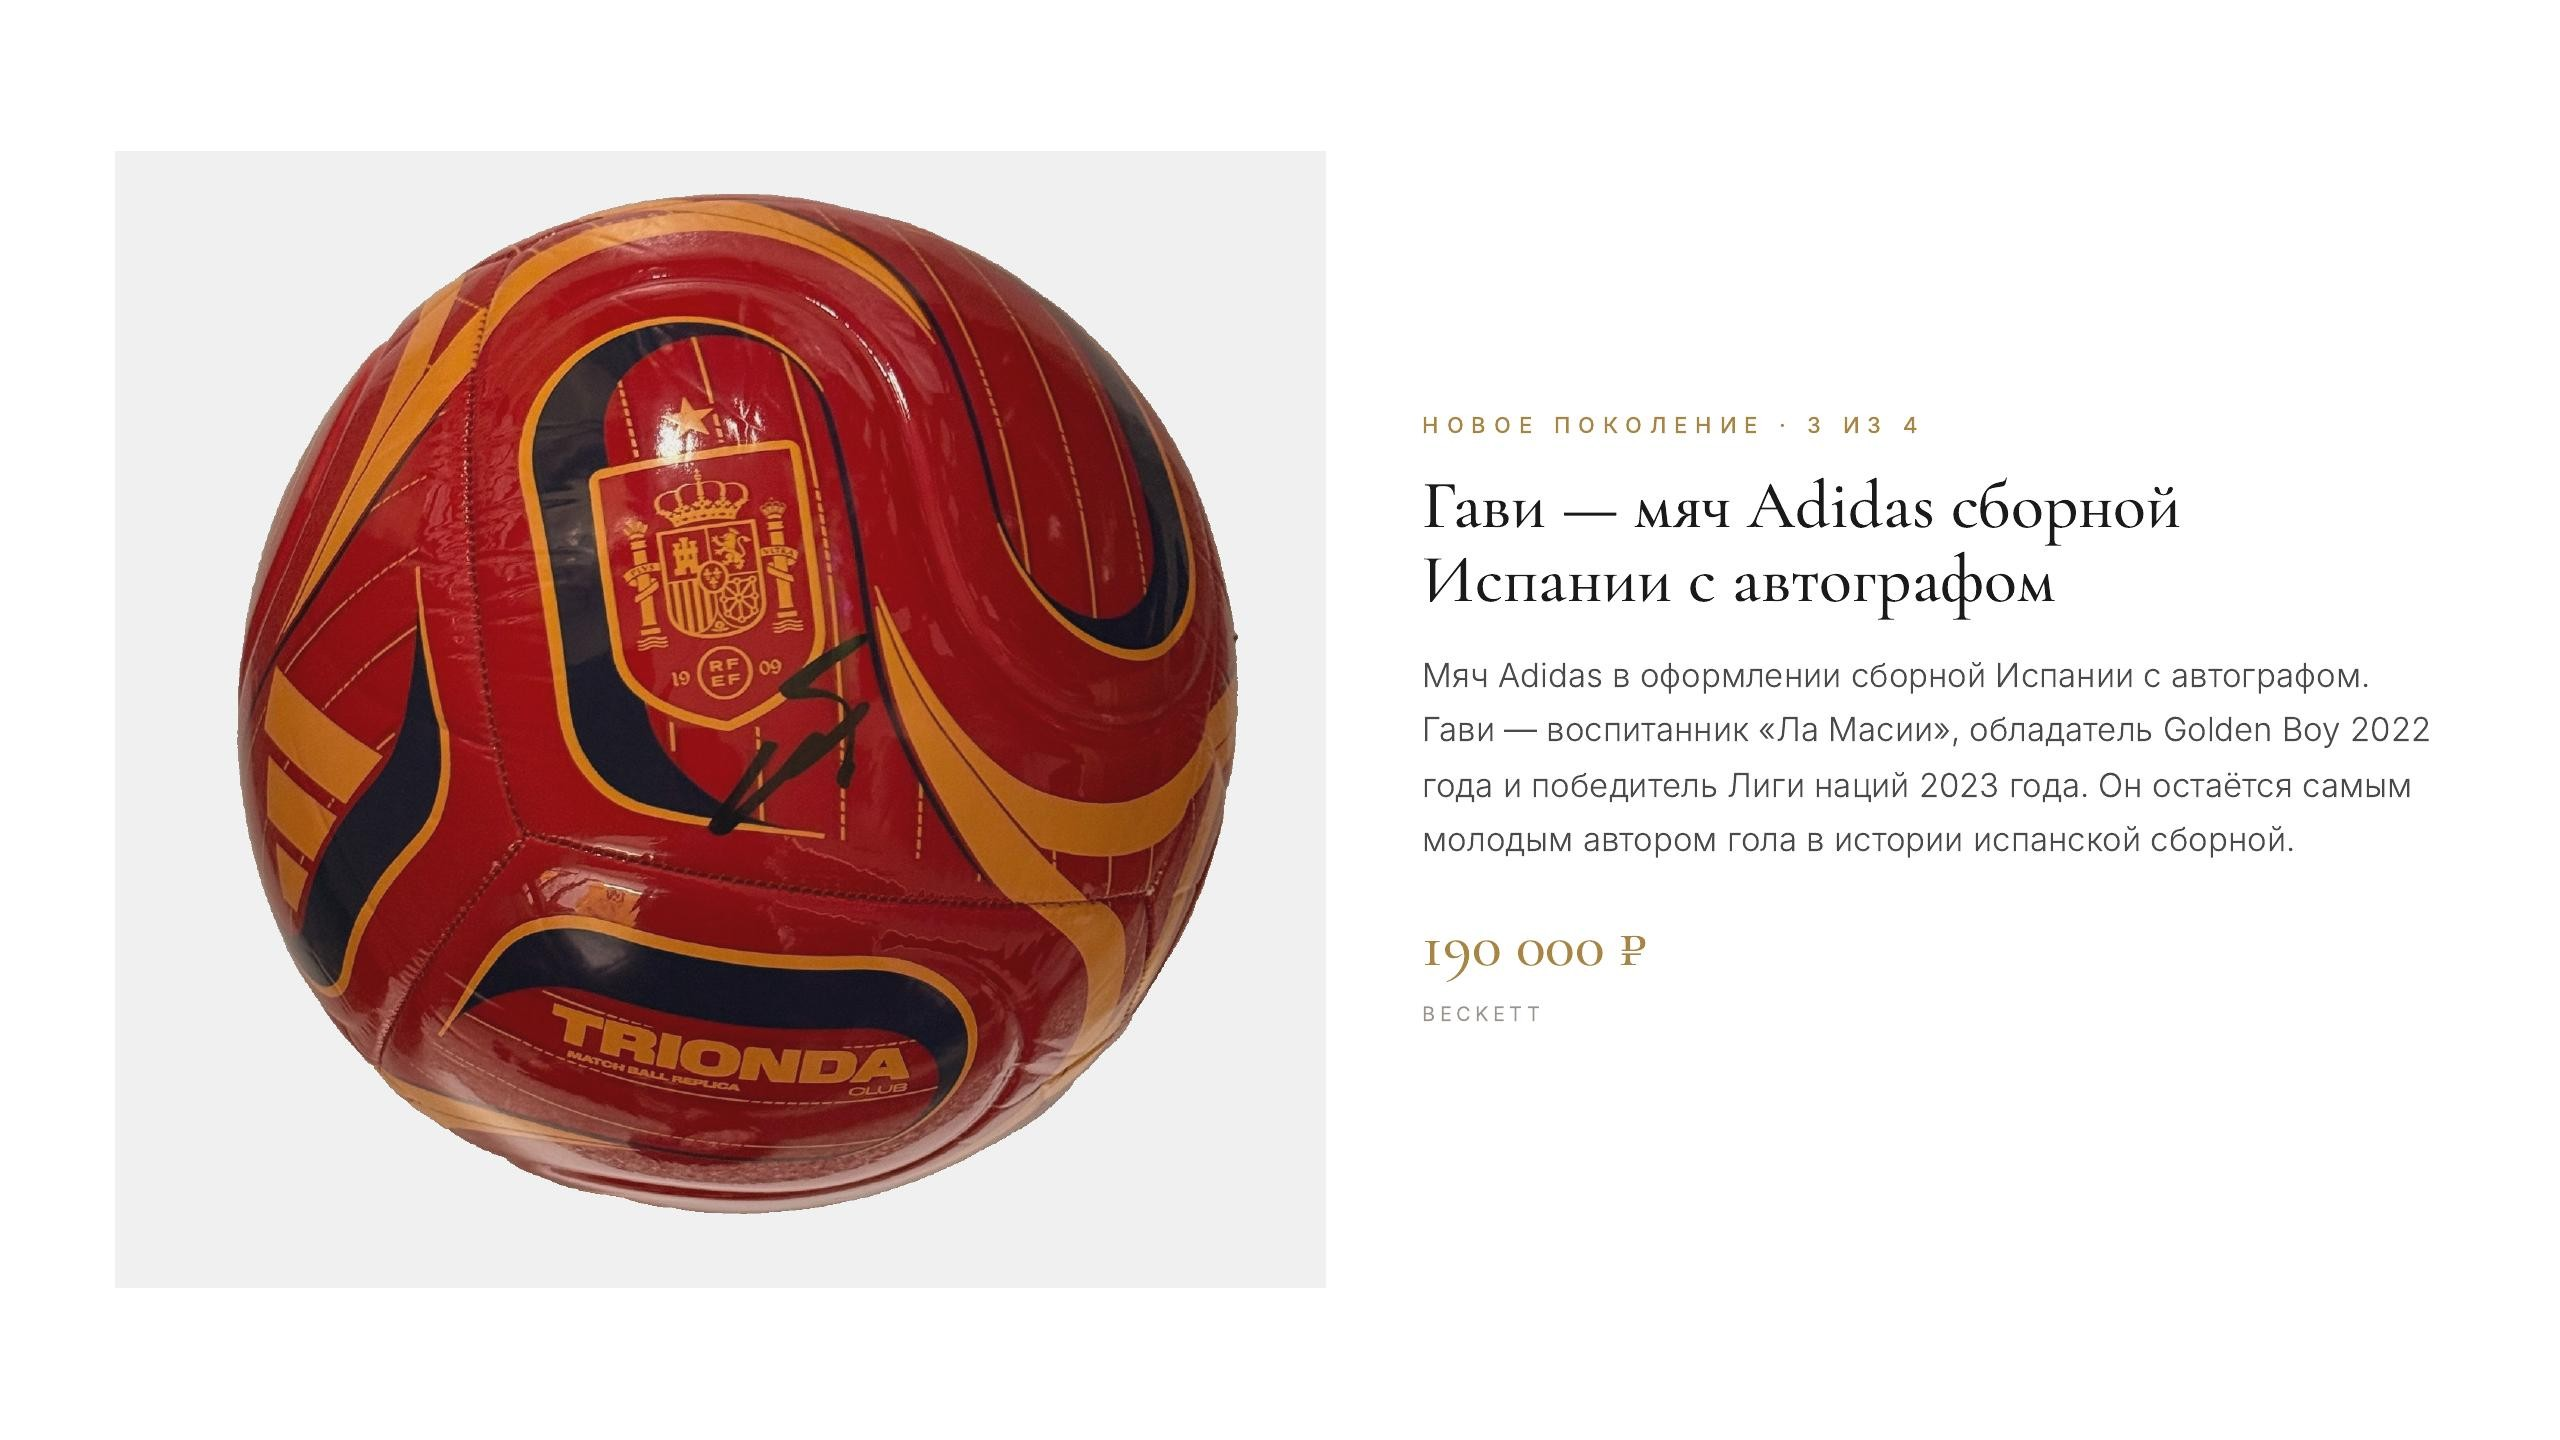 PLVS
VLTRA
19 RF EF 09
TRIONDA
MATCH BALL REPLICA
CLUB
НОВОЕ ПОКОЛЕНИЕ · 3 ИЗ 4
Гави — мяч Adidas сборной
Испании с автографом
Мяч Adidas в оформлении сборной Испании с автографом.
Гави — воспитанник «Ла Масии», обладатель Golden Boy 2022
года и победитель Лиги наций 2023 года. Он остаётся самым
молодым автором гола в истории испанской сборной.
190 000 ₽
BECKETT